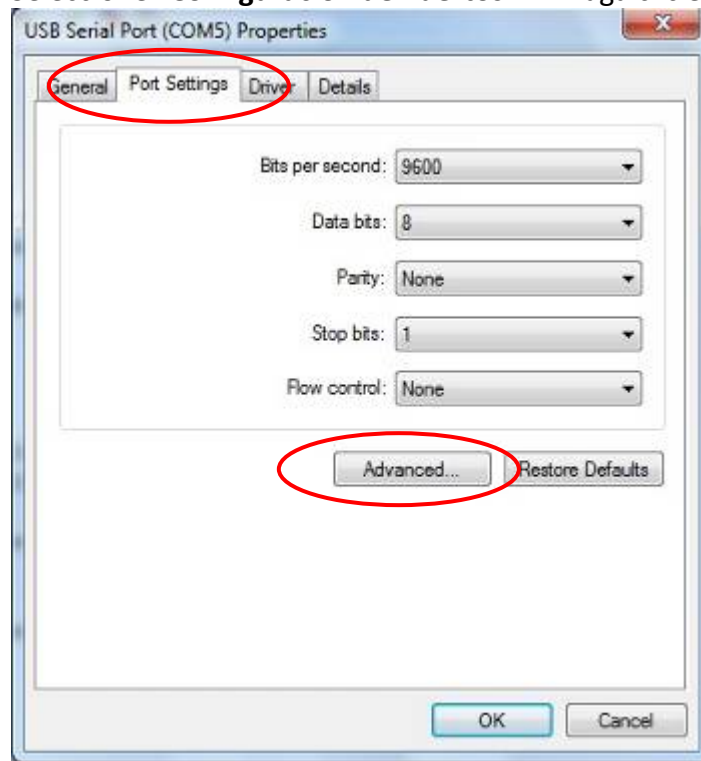 USB Serial Port (COM5) Properties
General Port Settings Driver Details
Bits per second: 9600
Data bits: 8
Parity: None
Stop bits: 1
Flow control: None
Advanced... Restore Defaults
OK Cancel